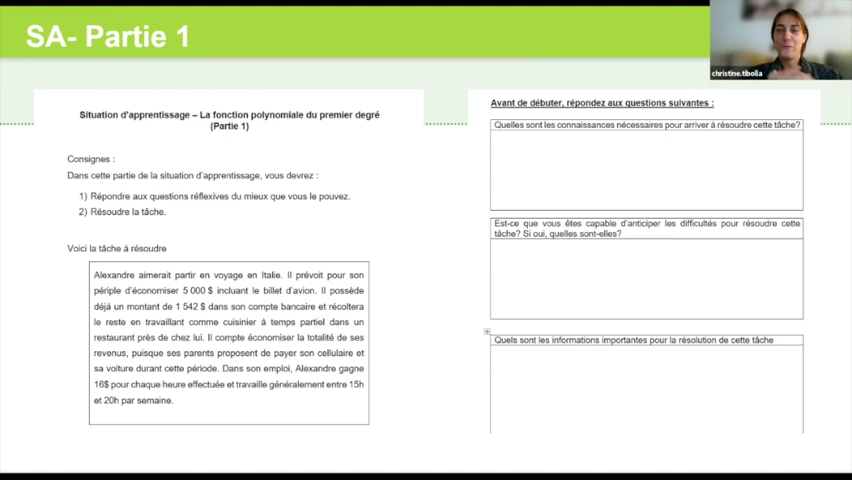 SA- Partie 1
christine.tibolla
Situation d'apprentissage – La fonction polynomiale du premier degré
(Partie 1)
Consignes :
Dans cette partie de la situation d'apprentissage, vous devrez :
1) Répondre aux questions réflexives du mieux que vous le pouvez.
2) Résoudre la tâche.
Voici la tâche à résoudre
Alexandre aimerait partir en voyage en Italie. Il prévoit pour son
périple d'économiser 5 000 $ incluant le billet d'avion. Il possède
déjà un montant de 1 542 $ dans son compte bancaire et récoltera
le reste en travaillant comme cuisinier à temps partiel dans un
restaurant près de chez lui. Il compte économiser la totalité de ses
revenus, puisque ses parents proposent de payer son cellulaire et
sa voiture durant cette période. Dans son emploi, Alexandre gagne
16$ pour chaque heure effectuée et travaille généralement entre 15h
et 20h par semaine.
Avant de débuter, répondez aux questions suivantes :
Quelles sont les connaissances nécessaires pour arriver à résoudre cette tâche?
Est-ce que vous êtes capable d'anticiper les difficultés pour résoudre cette
tâche? Si oui, quelles sont-elles?
Quels sont les informations importantes pour la résolution de cette tâche